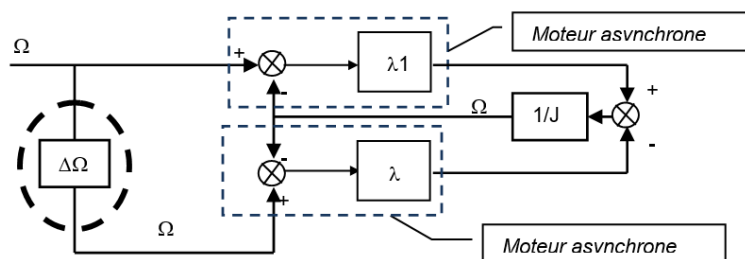 Moteur asvnchrone
Ω
+
λ1
-
+
Ω
1/J
-
-
ΔΩ
λ
+
Ω
Moteur asvnchrone